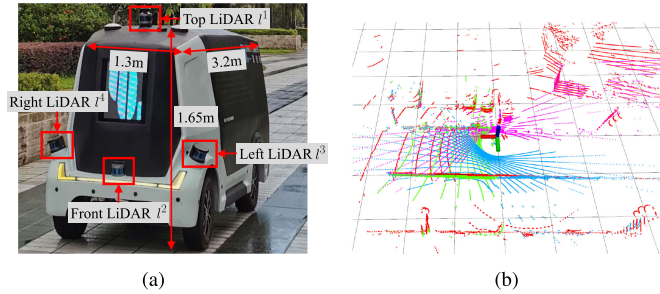 Top LiDAR l¹
1.3m
3.2m
Right LiDAR l⁴
1.65m
Left LiDAR l³
Front LiDAR l²
(a)
(b)